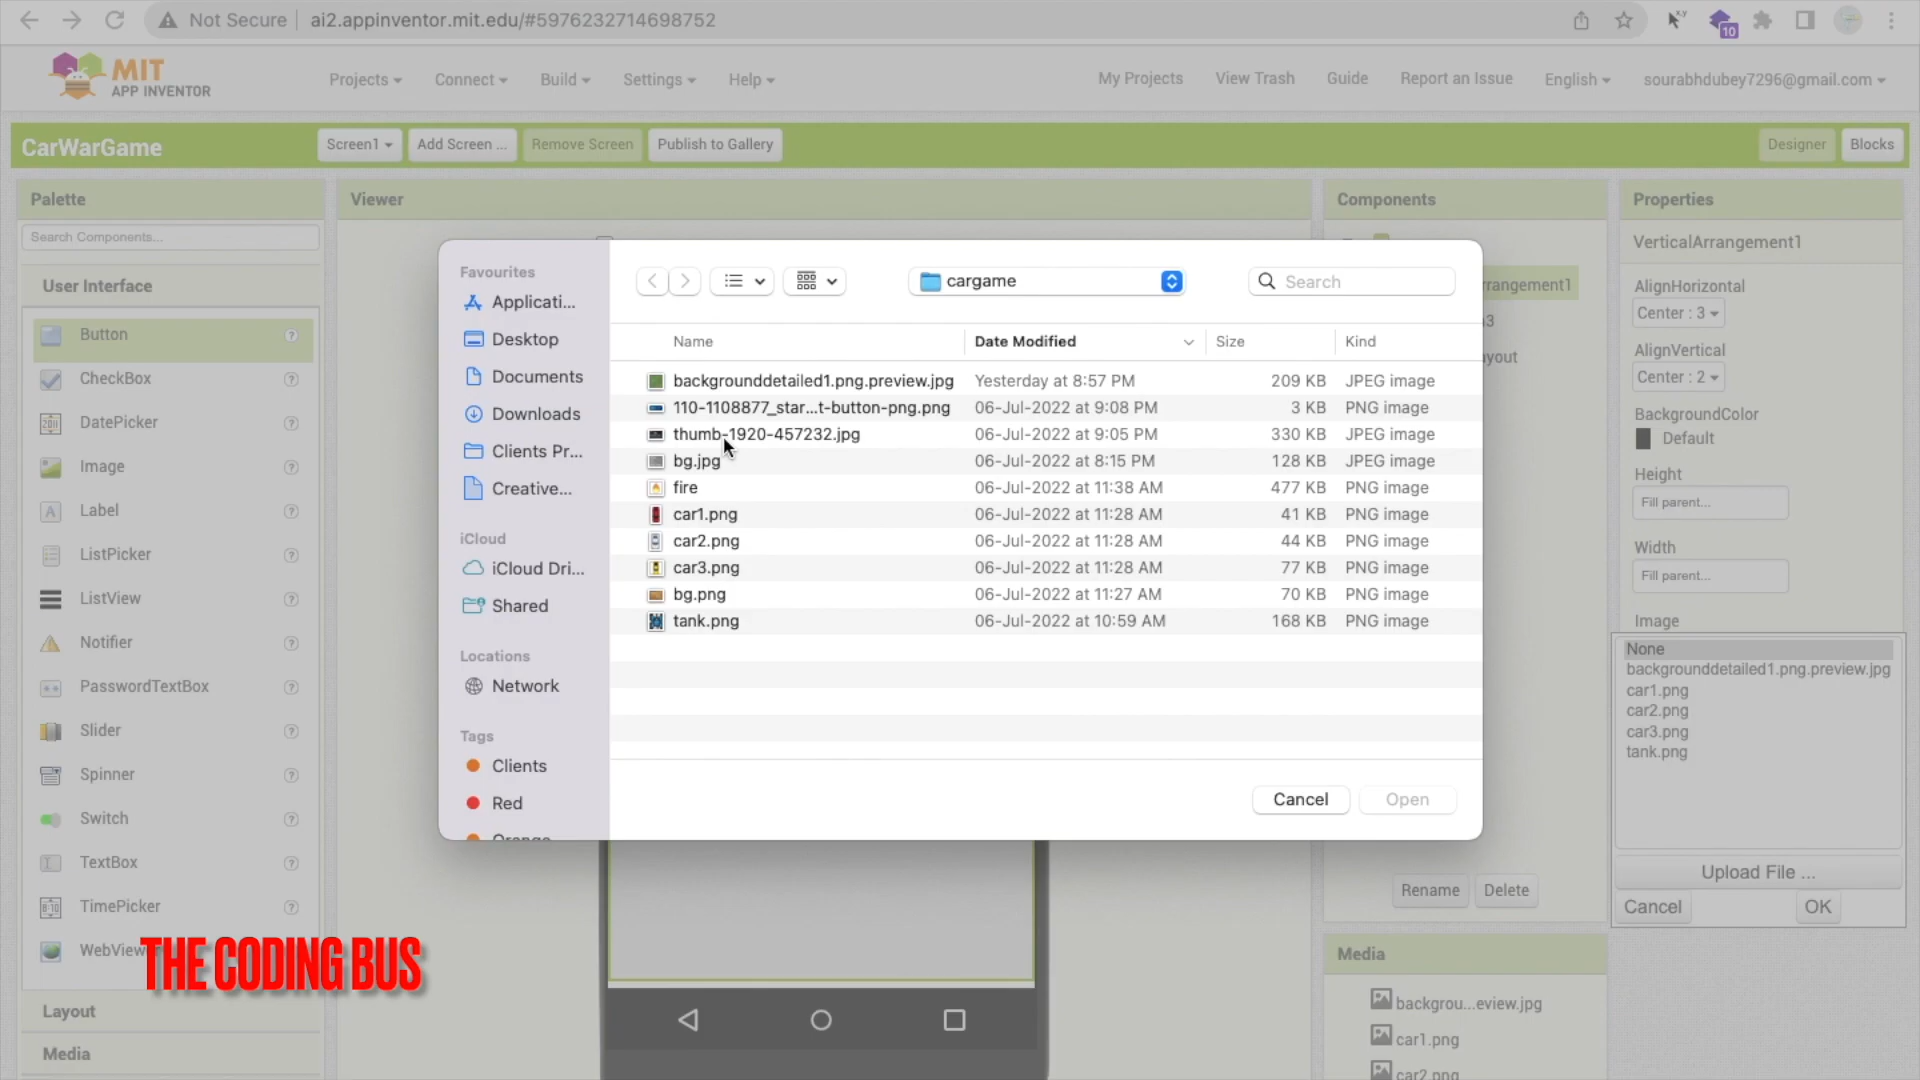 Not Secure
ai2.appinventor.mit.edu/#5976232714698752
10
MIT
APP INVENTOR
Projects
Connect
Build
Settings
Help
My Projects
View Trash
Guide
Report an Issue
English
sourabhdubey7296@gmail.com
CarWarGame
Screen1
Add Screen ...
Remove Screen
Publish to Gallery
Designer
Blocks
Palette
Search Components...
User Interface
Button
CheckBox
DatePicker
Image
Label
ListPicker
ListView
Notifier
PasswordTextBox
Slider
Spinner
Switch
TextBox
TimePicker
WebView
Layout
Media
THE CODING BUS
Viewer
Favourites
Applicati...
Desktop
Documents
Downloads
Clients Pr...
Creative...
iCloud
iCloud Dri...
Shared
Locations
Network
Tags
Clients
Red
Orange
cargame
Search
Name Date Modified Size Kind
backgrounddetailed1.png.preview.jpg Yesterday at 8:57 PM 209 KB JPEG image
110-1108877_star...t-button-png.png 06-Jul-2022 at 9:08 PM 3 KB PNG image
thumb-1920-457232.jpg 06-Jul-2022 at 9:05 PM 330 KB JPEG image
bg.jpg 06-Jul-2022 at 8:15 PM 128 KB JPEG image
fire 06-Jul-2022 at 11:38 AM 477 KB PNG image
car1.png 06-Jul-2022 at 11:28 AM 41 KB PNG image
car2.png 06-Jul-2022 at 11:28 AM 44 KB PNG image
car3.png 06-Jul-2022 at 11:28 AM 77 KB PNG image
bg.png 06-Jul-2022 at 11:27 AM 70 KB PNG image
tank.png 06-Jul-2022 at 10:59 AM 168 KB PNG image
Cancel
Open
Components
rrangement1
Rename
Delete
Media
backgrou...eview.jpg
car1.png
car2.png
Properties
VerticalArrangement1
AlignHorizontal
Center : 3
AlignVertical
Center : 2
BackgroundColor
Default
Height
Fill parent...
Width
Fill parent...
Image
None
backgrounddetailed1.png.preview.jpg
car1.png
car2.png
car3.png
tank.png
Upload File ...
Cancel
OK